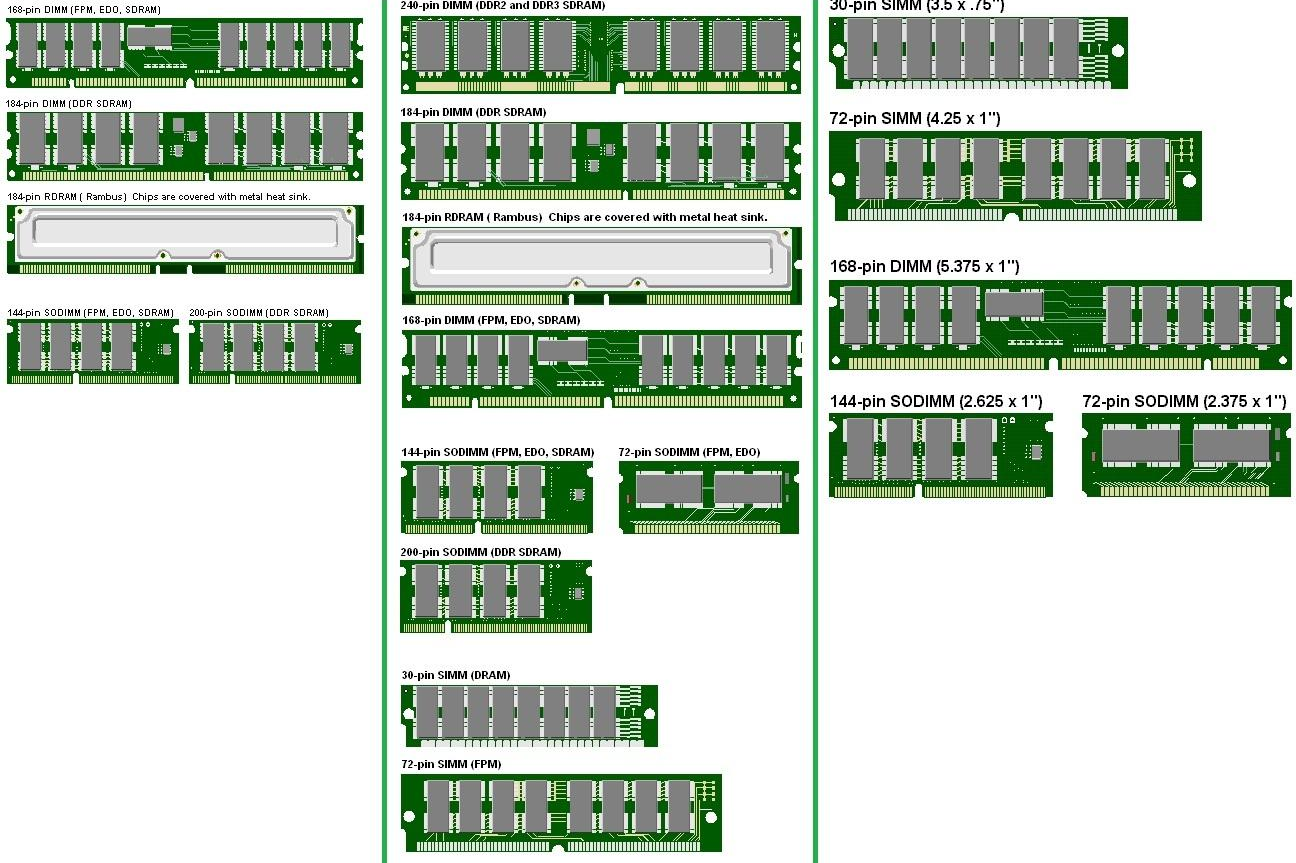 168-pin DIMM (FPM, EDO, SDRAM)
184-pin DIMM (DDR SDRAM)
184-pin RDRAM ( Rambus)  Chips are covered with metal heat sink.
144-pin SODIMM (FPM, EDO, SDRAM)
200-pin SODIMM (DDR SDRAM)
240-pin DIMM (DDR2 and DDR3 SDRAM)
184-pin DIMM (DDR SDRAM)
184-pin RDRAM ( Rambus)  Chips are covered with metal heat sink.
168-pin DIMM (FPM, EDO, SDRAM)
144-pin SODIMM (FPM, EDO, SDRAM)
72-pin SODIMM (FPM, EDO)
200-pin SODIMM (DDR SDRAM)
30-pin SIMM (DRAM)
72-pin SIMM (FPM)
30-pin SIMM (3.5 x .75")
72-pin SIMM (4.25 x 1")
168-pin DIMM (5.375 x 1")
144-pin SODIMM (2.625 x 1")
72-pin SODIMM (2.375 x 1")